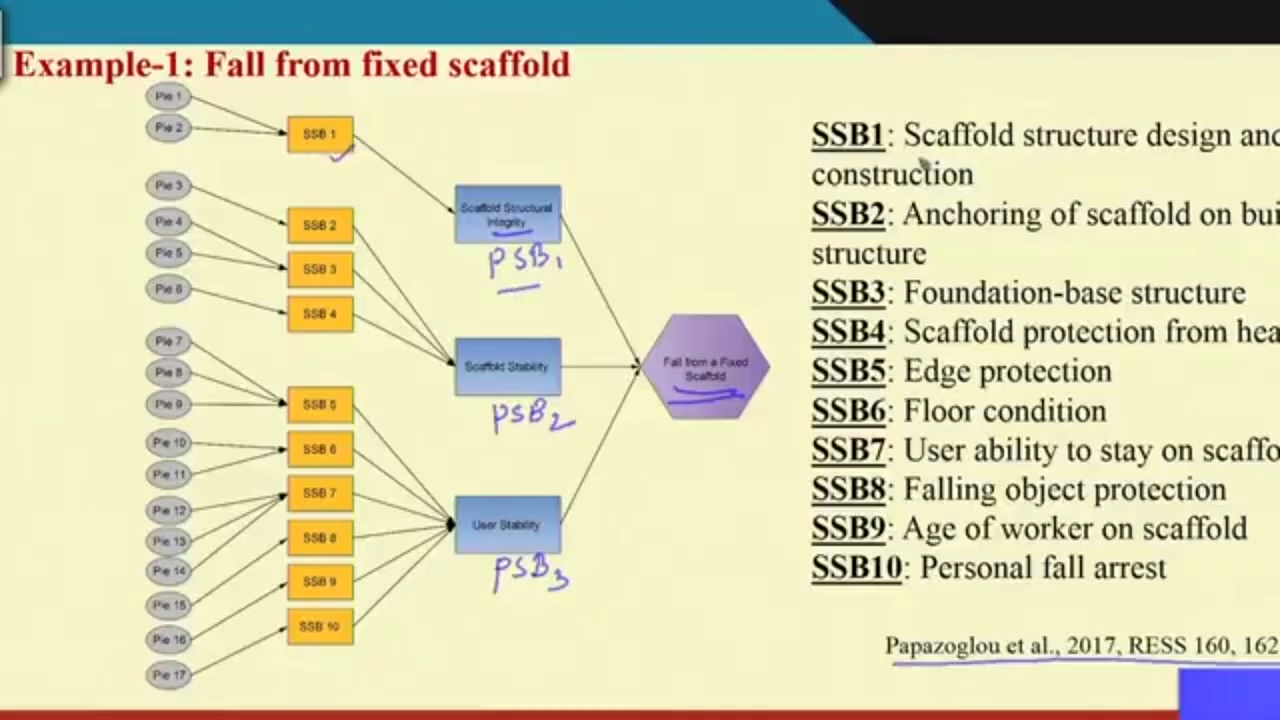 Example-1: Fall from fixed scaffold
Pie 1
Pie 2
Pie 3
Pie 4
Pie 5
Pie 6
Pie 7
Pie 8
Pie 9
Pie 10
Pie 11
Pie 12
Pie 13
Pie 14
Pie 15
Pie 16
Pie 17
SSB 1
SSB 2
SSB 3
SSB 4
SSB 5
SSB 6
SSB 7
SSB 8
SSB 9
SSB 10
Scaffold Structural
Integrity
PSB1
Scaffold Stability
PSB2
User Stability
PSB3
Fall from a Fixed
Scaffold
SSB1: Scaffold structure design and
construction
SSB2: Anchoring of scaffold on
structure
SSB3: Foundation-base structure
SSB4: Scaffold protection from
SSB5: Edge protection
SSB6: Floor condition
SSB7: User ability to stay on
SSB8: Falling object protection
SSB9: Age of worker on scaffold
SSB10: Personal fall arrest
Papazoglou et al., 2017, RESS 160, 162